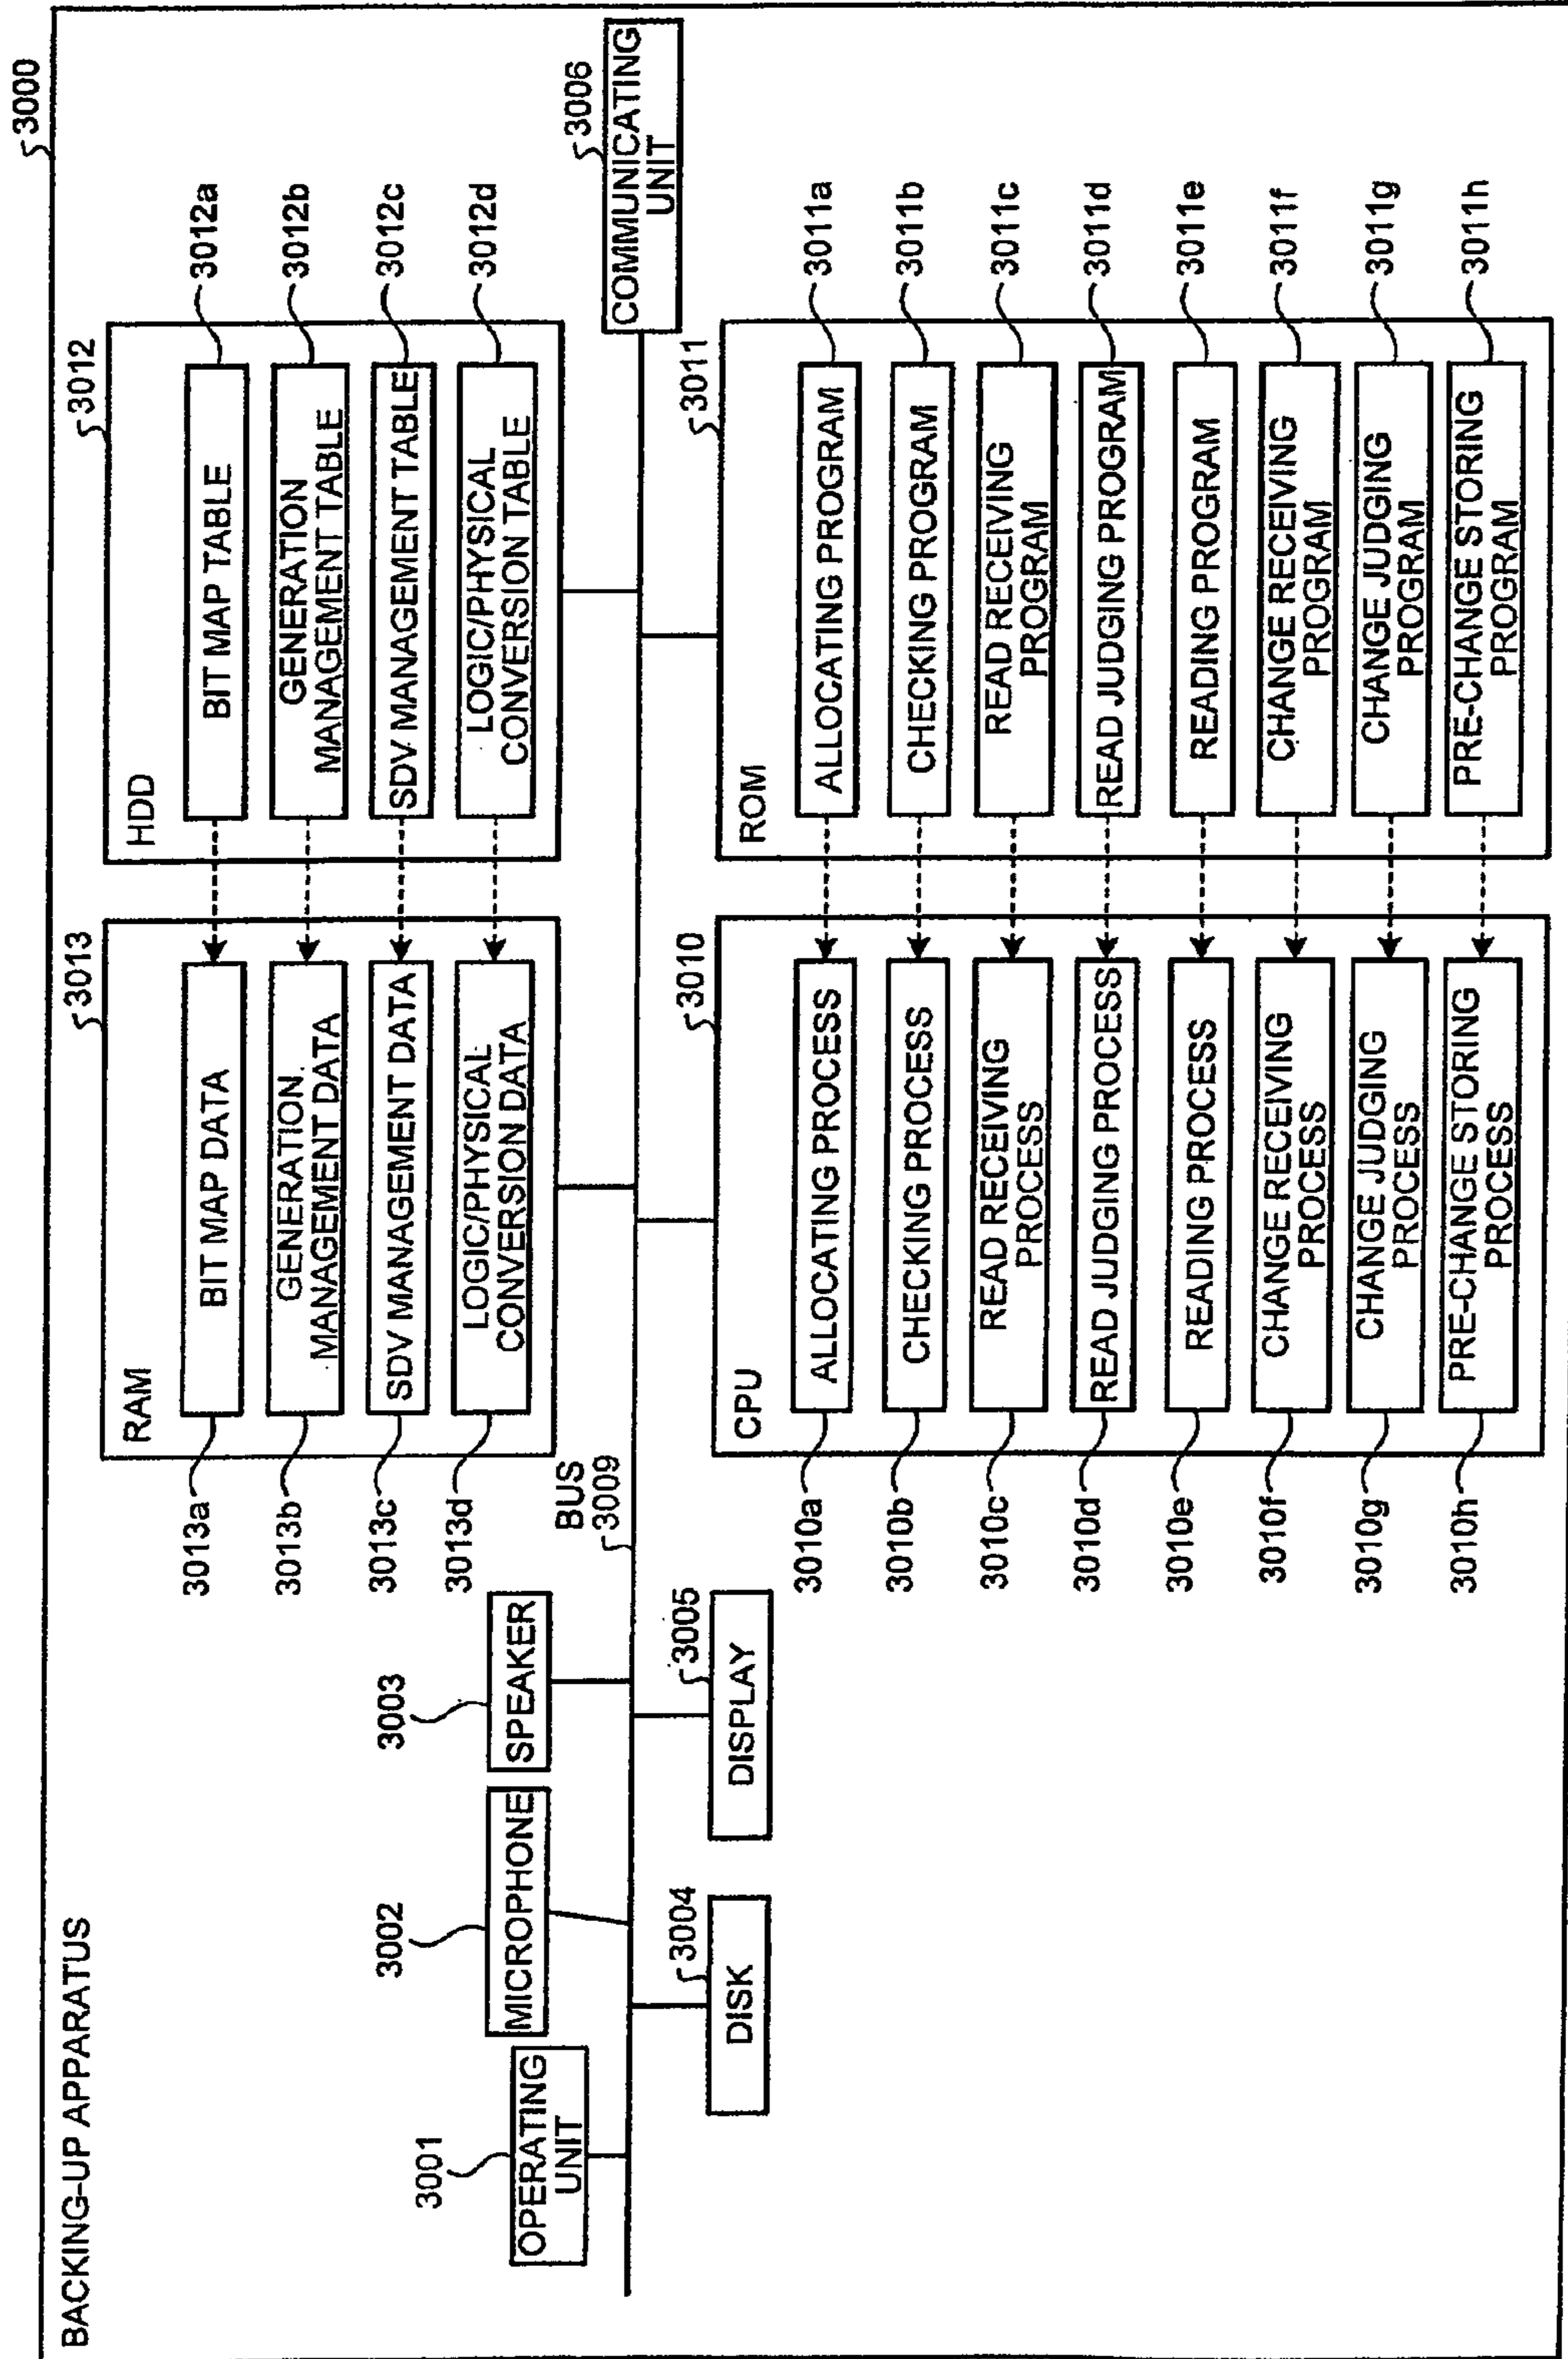 BACKING-UP APPARATUS
3000
3001
OPERATING
UNIT
3002
MICROPHONE
3003
SPEAKER
3004
DISK
3005
DISPLAY
BUS
3009
3006
COMMUNICATING
UNIT
3013
RAM
3013a
BIT MAP DATA
3013b
GENERATION.
MANAGEMENT DATA
3013c
SDV MANAGEMENT DATA
3013d
LOGIC/PHYSICAL
CONVERSION DATA
3012
HDD
BIT MAP TABLE
3012a
GENERATION
MANAGEMENT TABLE
3012b
SDV MANAGEMENT TABLE
3012c
LOGIC/PHYSICAL
CONVERSION TABLE
3012d
3010
CPU
3010a
ALLOCATING PROCESS
3010b
CHECKING PROCESS
3010c
READ RECEIVING
PROCESS
3010d
READ JUDGING PROCESS
3010e
READING PROCESS
3010f
CHANGE RECEIVING
PROCESS
3010g
CHANGE JUDGING
PROCESS
3010h
PRE-CHANGE STORING
PROCESS
3011
ROM
ALLOCATING PROGRAM
3011a
CHECKING PROGRAM
3011b
READ RECEIVING
PROGRAM
3011c
READ JUDGING PROGRAM
3011d
READING PROGRAM
3011e
CHANGE RECEIVING
PROGRAM
3011f
CHANGE JUDGING
PROGRAM
3011g
PRE-CHANGE STORING
PROGRAM
3011h